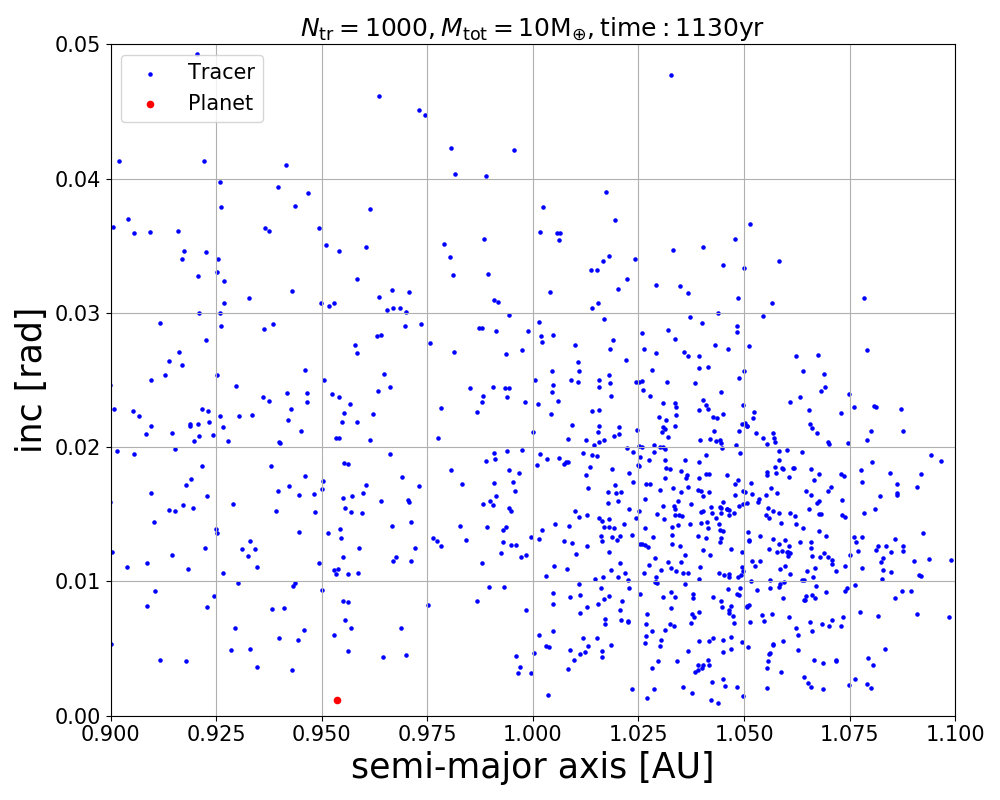 N_tr = 1000, M_tot = 10M_⊕, time : 1130yr
Tracer
Planet
0.05
0.04
0.03
0.02
0.01
0.00
inc [rad]
0.900 0.925 0.950 0.975 1.000 1.025 1.050 1.075 1.100
semi-major axis [AU]